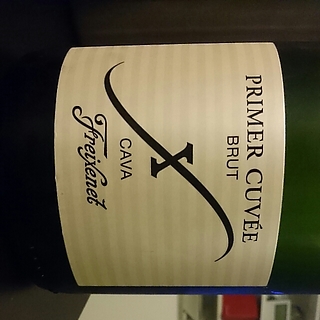 PRIMER CUVÉE
BRUT
X
CAVA
Freixenet